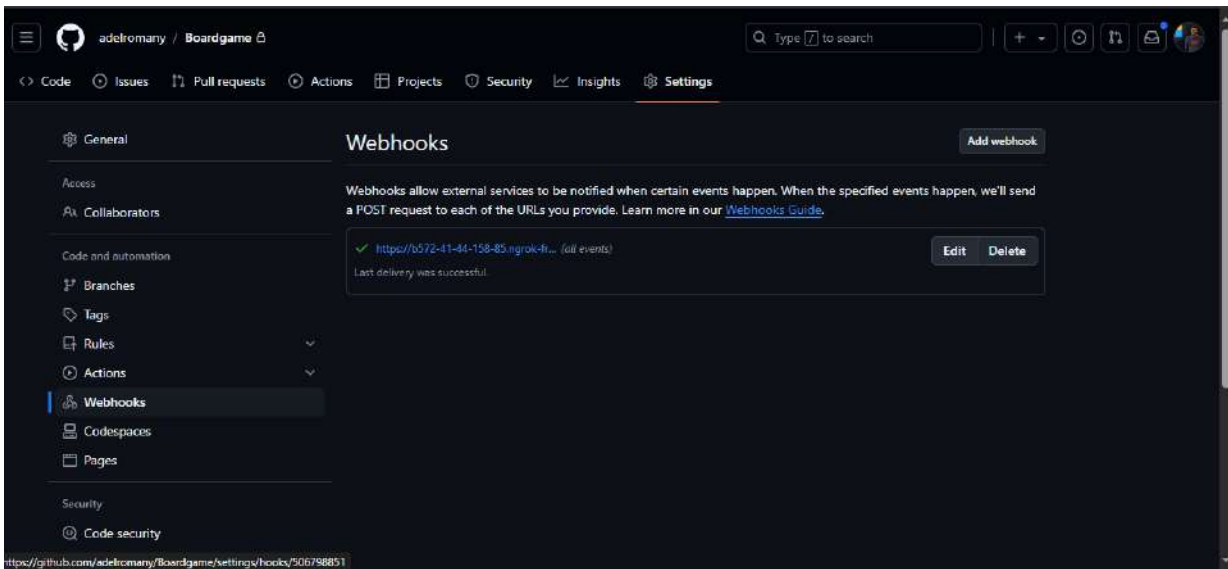 adelromany / Boardgame
Type / to search
Code Issues Pull requests Actions Projects Security Insights Settings
General
Access
Collaborators
Code and automation
Branches
Tags
Rules
Actions
Webhooks
Codespaces
Pages
Security
Code security
Webhooks
Add webhook
Webhooks allow external services to be notified when certain events happen. When the specified events happen, we'll send
a POST request to each of the URLs you provide. Learn more in our Webhooks Guide.
https://b572-41-44-158-85.ngrok-fr... (all events)
Edit Delete
Last delivery was successful.
https://github.com/adelromany/Boardgame/settings/hooks/506798851